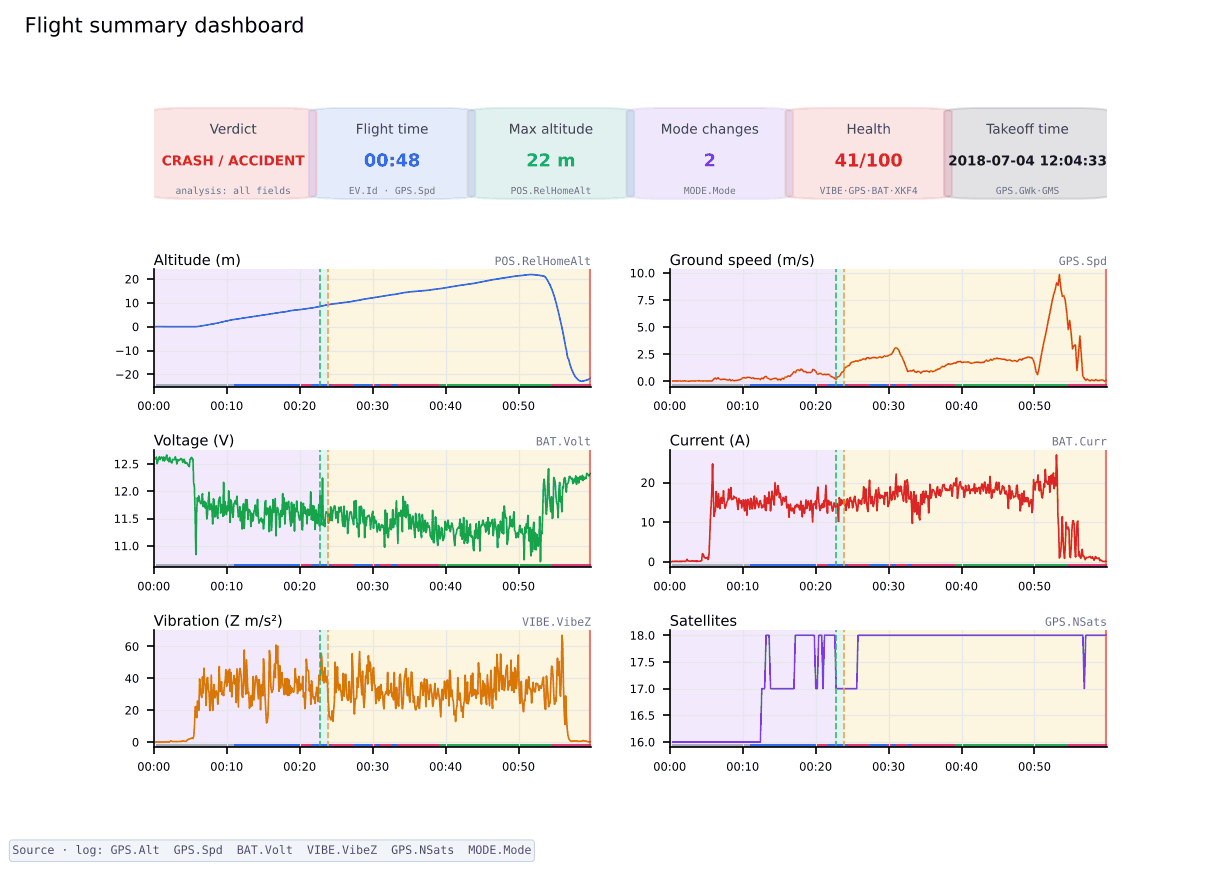 Flight summary dashboard
Verdict
CRASH / ACCIDENT
analysis: all fields
Flight time
00:48
EV.Id · GPS.Spd
Max altitude
22 m
POS.RelHomeAlt
Mode changes
2
MODE.Mode
Health
41/100
VIBE·GPS·BAT·XKF4
Takeoff time
2018-07-04 12:04:33
GPS.GWk·GMS
Altitude (m) POS.RelHomeAlt
20
10
0
−10
−20
00:00 00:10 00:20 00:30 00:40 00:50
Ground speed (m/s) GPS.Spd
10.0
7.5
5.0
2.5
0.0
00:00 00:10 00:20 00:30 00:40 00:50
Voltage (V) BAT.Volt
12.5
12.0
11.5
11.0
00:00 00:10 00:20 00:30 00:40 00:50
Current (A) BAT.Curr
20
10
0
00:00 00:10 00:20 00:30 00:40 00:50
Vibration (Z m/s²) VIBE.VibeZ
60
40
20
0
00:00 00:10 00:20 00:30 00:40 00:50
Satellites GPS.NSats
18.0
17.5
17.0
16.5
16.0
00:00 00:10 00:20 00:30 00:40 00:50
Source · log: GPS.Alt GPS.Spd BAT.Volt VIBE.VibeZ GPS.NSats MODE.Mode